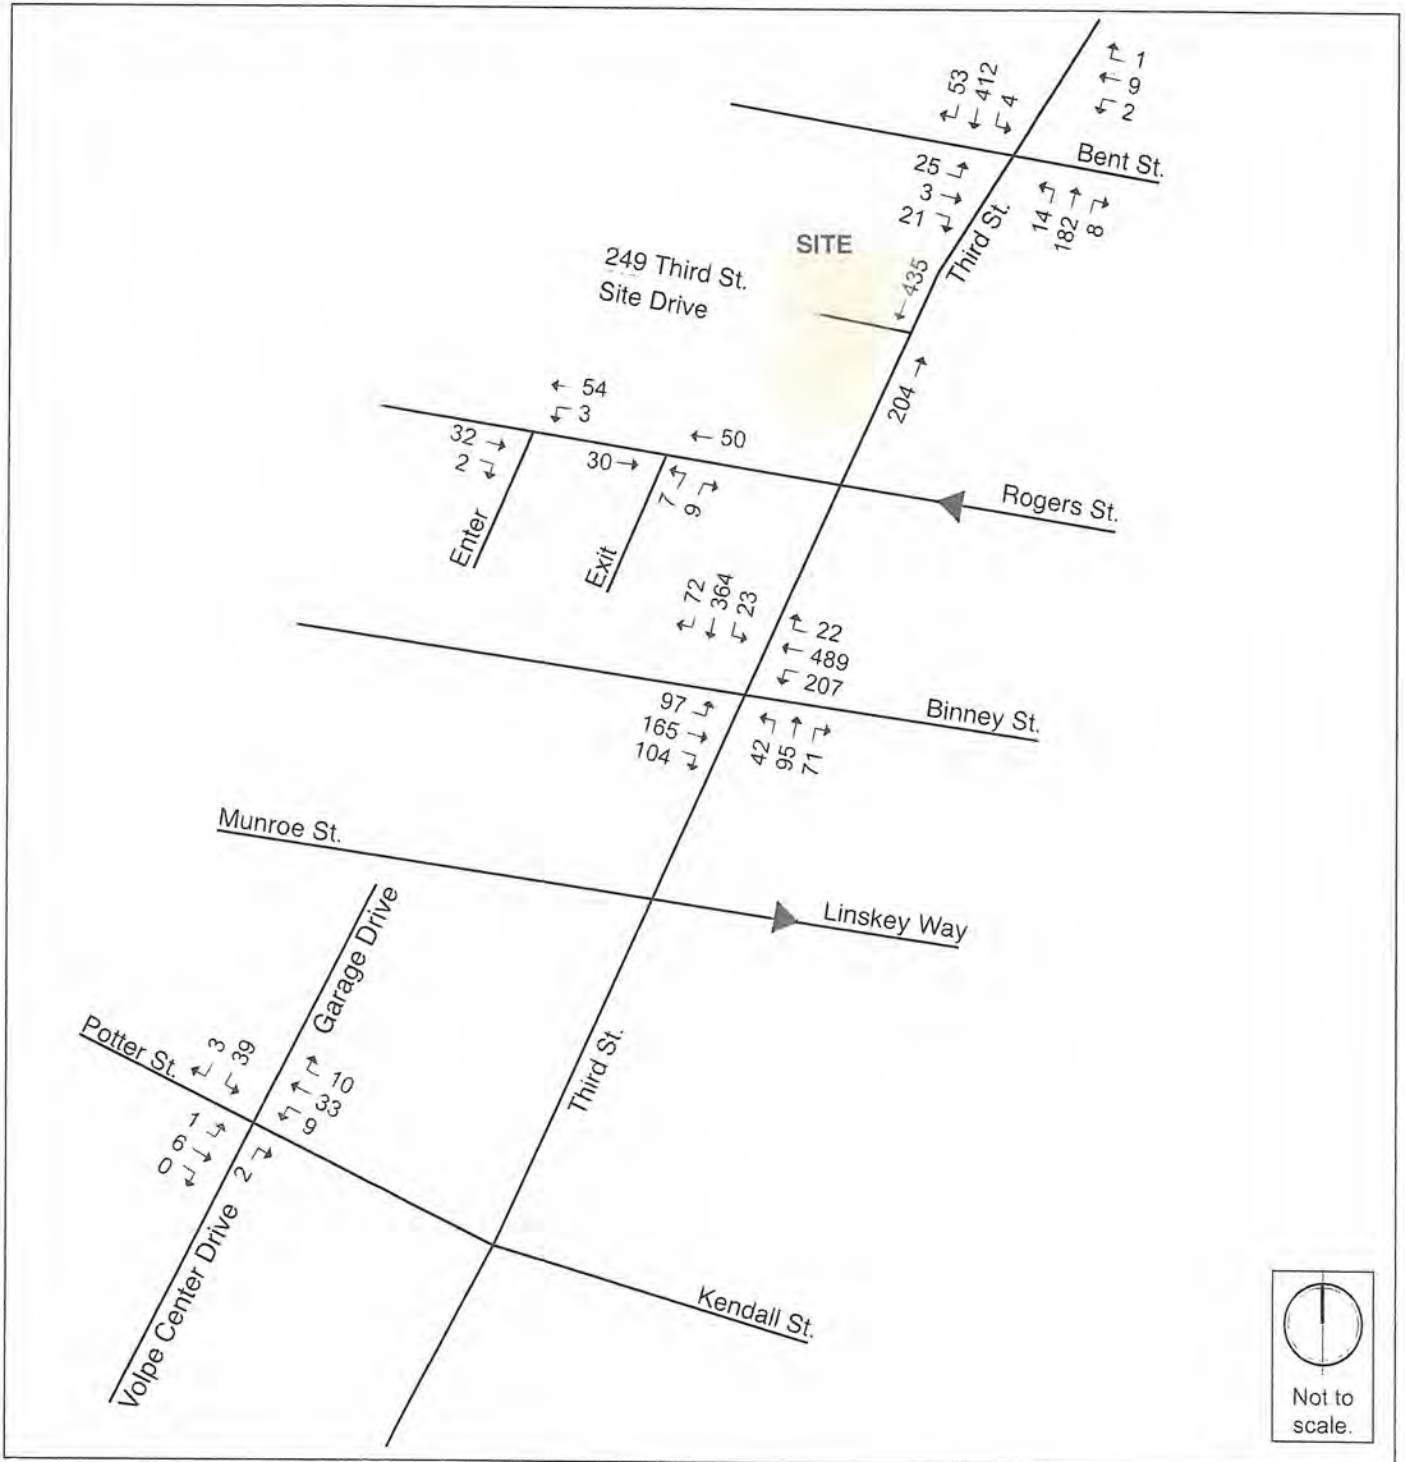 1
9
2
53
412
4
Bent St.
25
3
21
14
182
8
Third St.
SITE
249 Third St.
Site Drive
435
204
54
3
32
2
50
30
7
9
Enter
Exit
Rogers St.
72
364
23
22
489
207
97
165
104
42
95
71
Binney St.
Munroe St.
Linskey Way
Garage Drive
Potter St.
3
39
10
33
9
1
6
0
2
Third St.
Volpe Center Drive
Kendall St.
Not to
scale.